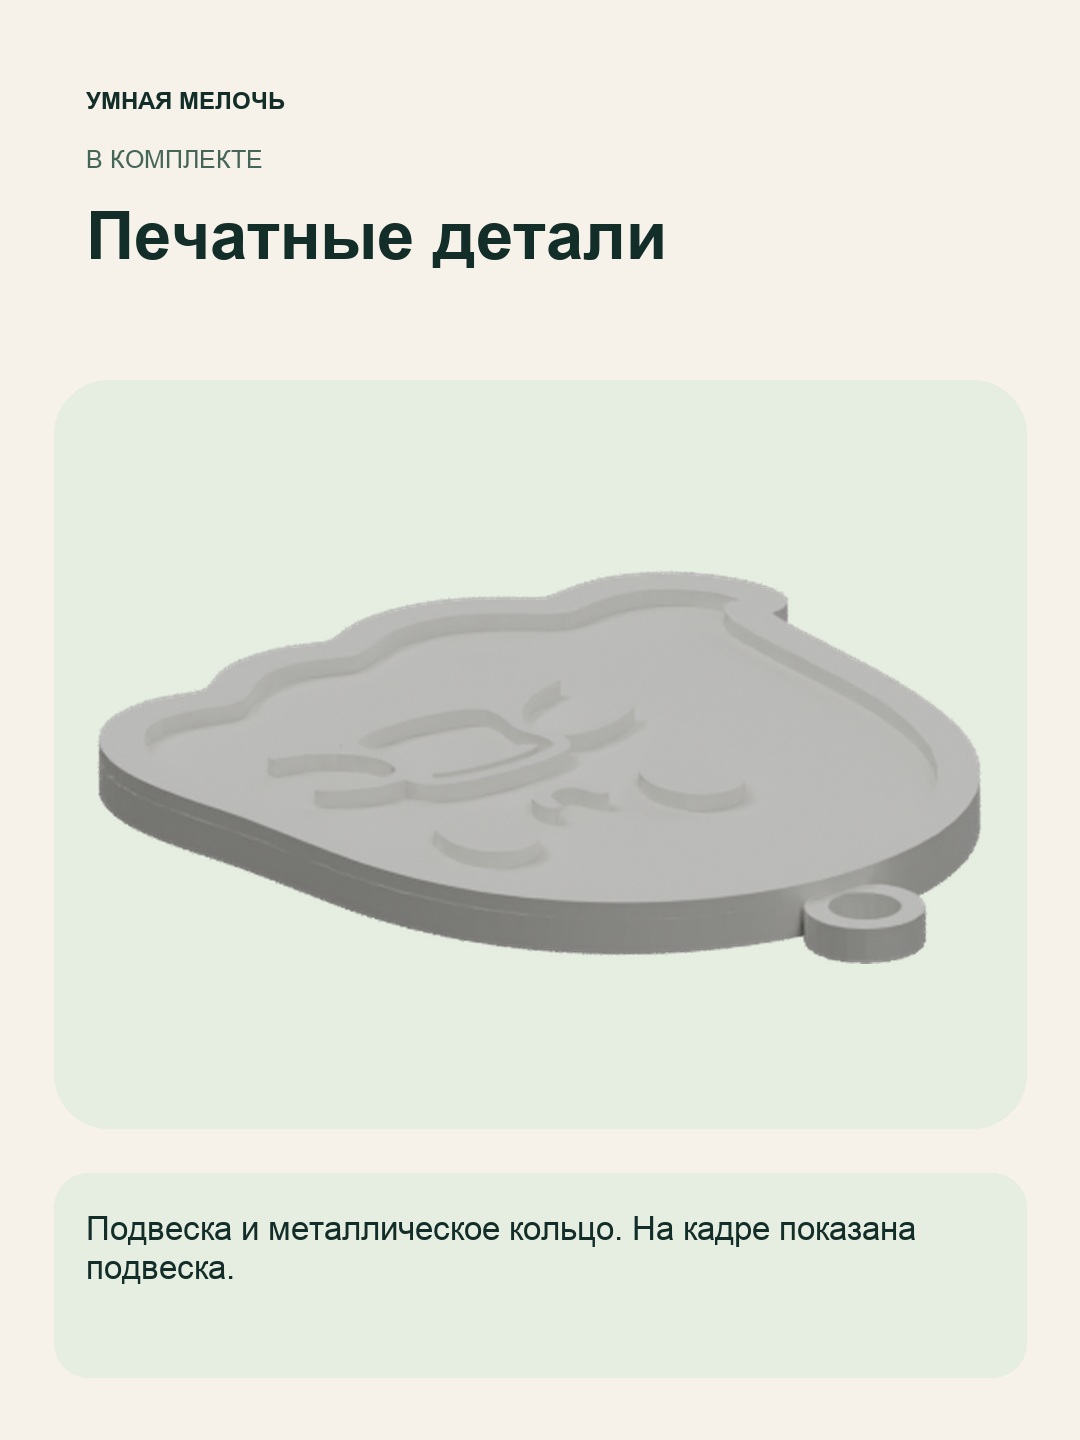 УМНАЯ МЕЛОЧЬ
В КОМПЛЕКТЕ
Печатные детали
Подвеска и металлическое кольцо. На кадре показана
подвеска.